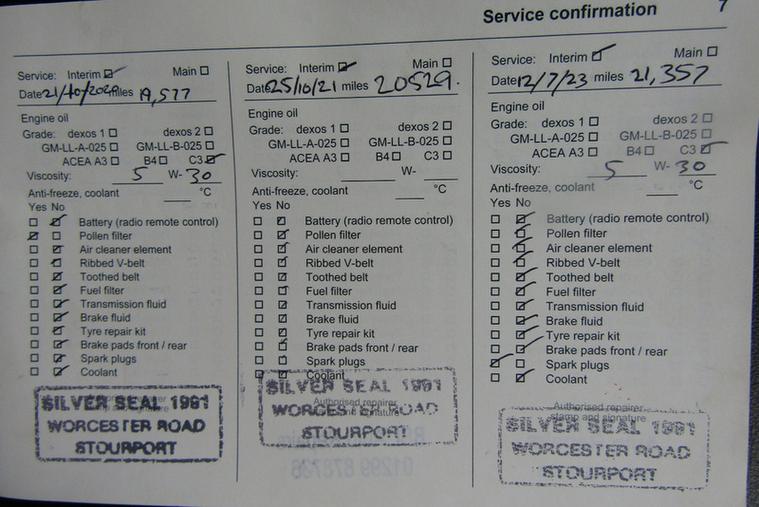 Service confirmation
7
Service: Interim ☑ Main ☐
Date 21/10/2020 miles 19,577
Engine oil
Grade: dexos 1 ☐ dexos 2 ☐
GM-LL-A-025 ☐ GM-LL-B-025 ☐
ACEA A3 ☐ B4 ☐ C3 ☑
Viscosity: 5 W- 30
Anti-freeze, coolant °C
Yes No
☐ ☑ Battery (radio remote control)
☑ ☐ Pollen filter
☐ ☑ Air cleaner element
☐ ☑ Ribbed V-belt
☐ ☑ Toothed belt
☐ ☑ Fuel filter
☐ ☑ Transmission fluid
☐ ☑ Brake fluid
☐ ☑ Tyre repair kit
☐ ☑ Brake pads front / rear
☐ ☑ Spark plugs
☐ ☑ Coolant
SILVER SEAL 1991
WORCESTER ROAD
STOURPORT
Service: Interim ☑ Main ☐
Date 25/10/21 miles 20529.
Engine oil
Grade: dexos 1 ☐ dexos 2 ☐
GM-LL-A-025 ☐ GM-LL-B-025 ☐
ACEA A3 ☐ B4 ☐ C3 ☐
Viscosity: W-
Anti-freeze, coolant °C
Yes No
☐ ☑ Battery (radio remote control)
☐ ☑ Pollen filter
☐ ☑ Air cleaner element
☐ ☑ Ribbed V-belt
☐ ☑ Toothed belt
☐ ☑ Fuel filter
☐ ☑ Transmission fluid
☐ ☑ Brake fluid
☐ ☑ Tyre repair kit
☐ ☑ Brake pads front / rear
☐ ☑ Spark plugs
☐ ☑ Coolant
Authorised repairer
SILVER SEAL 1991
WORCESTER ROAD
STOURPORT
Service: Interim ☑ Main ☐
Date 12/7/23 miles 21,357
Engine oil
Grade: dexos 1 ☐ dexos 2 ☐
GM-LL-A-025 ☐ GM-LL-B-025 ☐
ACEA A3 ☐ B4 ☐ C3 ☑
Viscosity: 5 W- 30
Anti-freeze, coolant °C
Yes No
☐ ☑ Battery (radio remote control)
☐ ☑ Pollen filter
☐ ☑ Air cleaner element
☐ ☑ Ribbed V-belt
☐ ☑ Toothed belt
☐ ☑ Fuel filter
☐ ☑ Transmission fluid
☐ ☑ Brake fluid
☐ ☑ Tyre repair kit
☐ ☑ Brake pads front / rear
☑ ☐ Spark plugs
☐ ☑ Coolant
Authorised repairer
stamp and signature
SILVER SEAL 1991
WORCESTER ROAD
STOURPORT